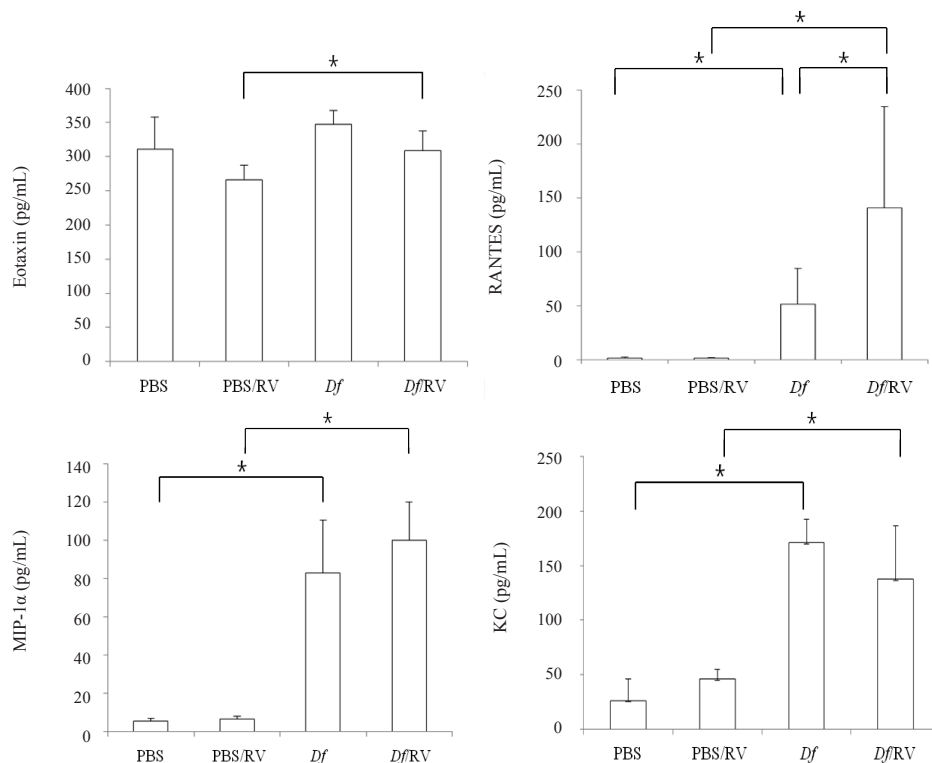 *
400
350
300
250
200
250
300
50
0
Eotaxin (pg/mL)
PBS
PBS/RV
Df
Df/RV
*
*
*
250
200
150
100
50
0
RANTES (pg/mL)
PBS
PBS/RV
Df
Df/RV
*
*
140
120
100
80
60
40
20
0
MIP-1α (pg/mL)
PBS
PBS/RV
Df
Df/RV
*
*
250
200
150
100
50
0
KC (pg/mL)
PBS
PBS/RV
Df
Df/RV